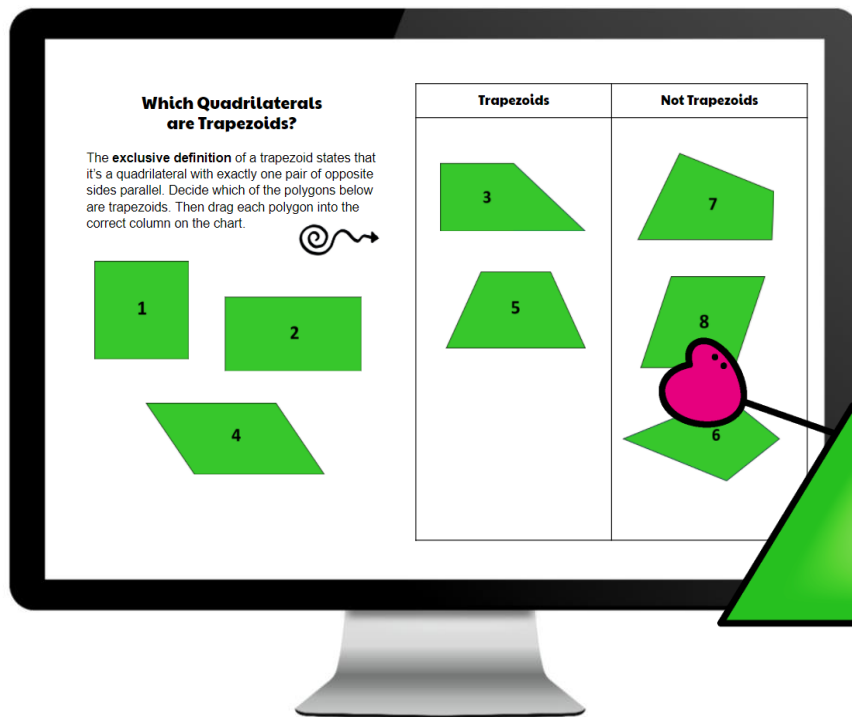 Which Quadrilaterals
are Trapezoids?
The exclusive definition of a trapezoid states that
it's a quadrilateral with exactly one pair of opposite
sides parallel. Decide which of the polygons below
are trapezoids. Then drag each polygon into the
correct column on the chart.
1
2
4
Trapezoids
Not Trapezoids
3
7
5
8
6